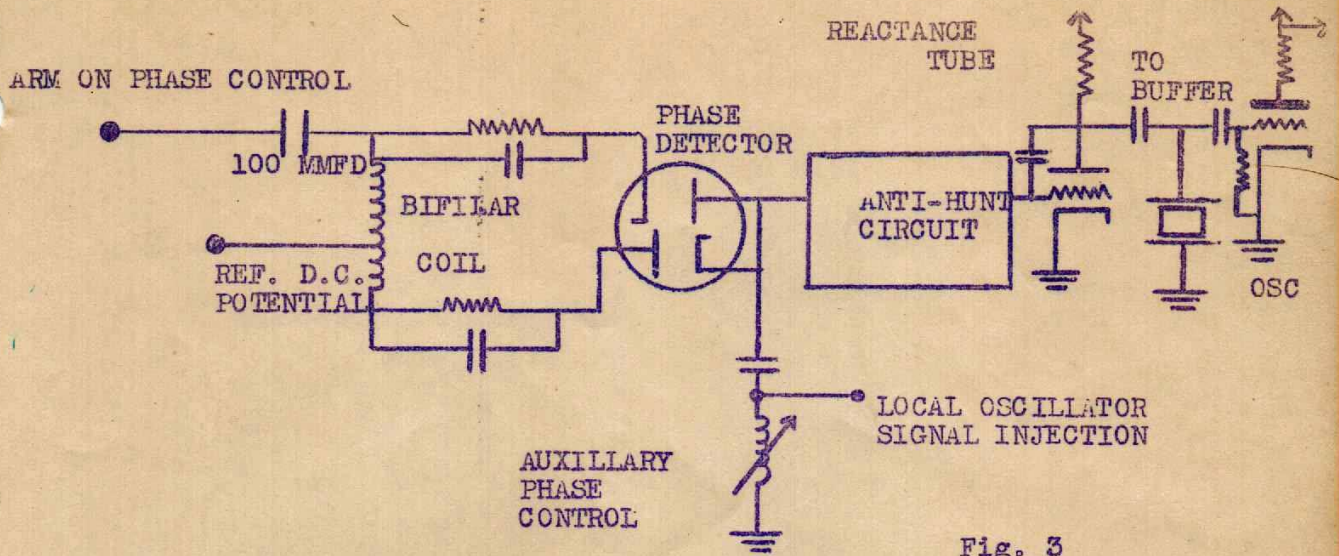 REACTANCE
TUBE
ARM ON PHASE CONTROL
TO
BUFFER
PHASE
DETECTOR
100 MMFD
BIFILAR
COIL
ANTI-HUNT
CIRCUIT
REF. D.C.
POTENTIAL
OSC
LOCAL OSCILLATOR
SIGNAL INJECTION
AUXILLARY
PHASE
CONTROL
Fig. 3